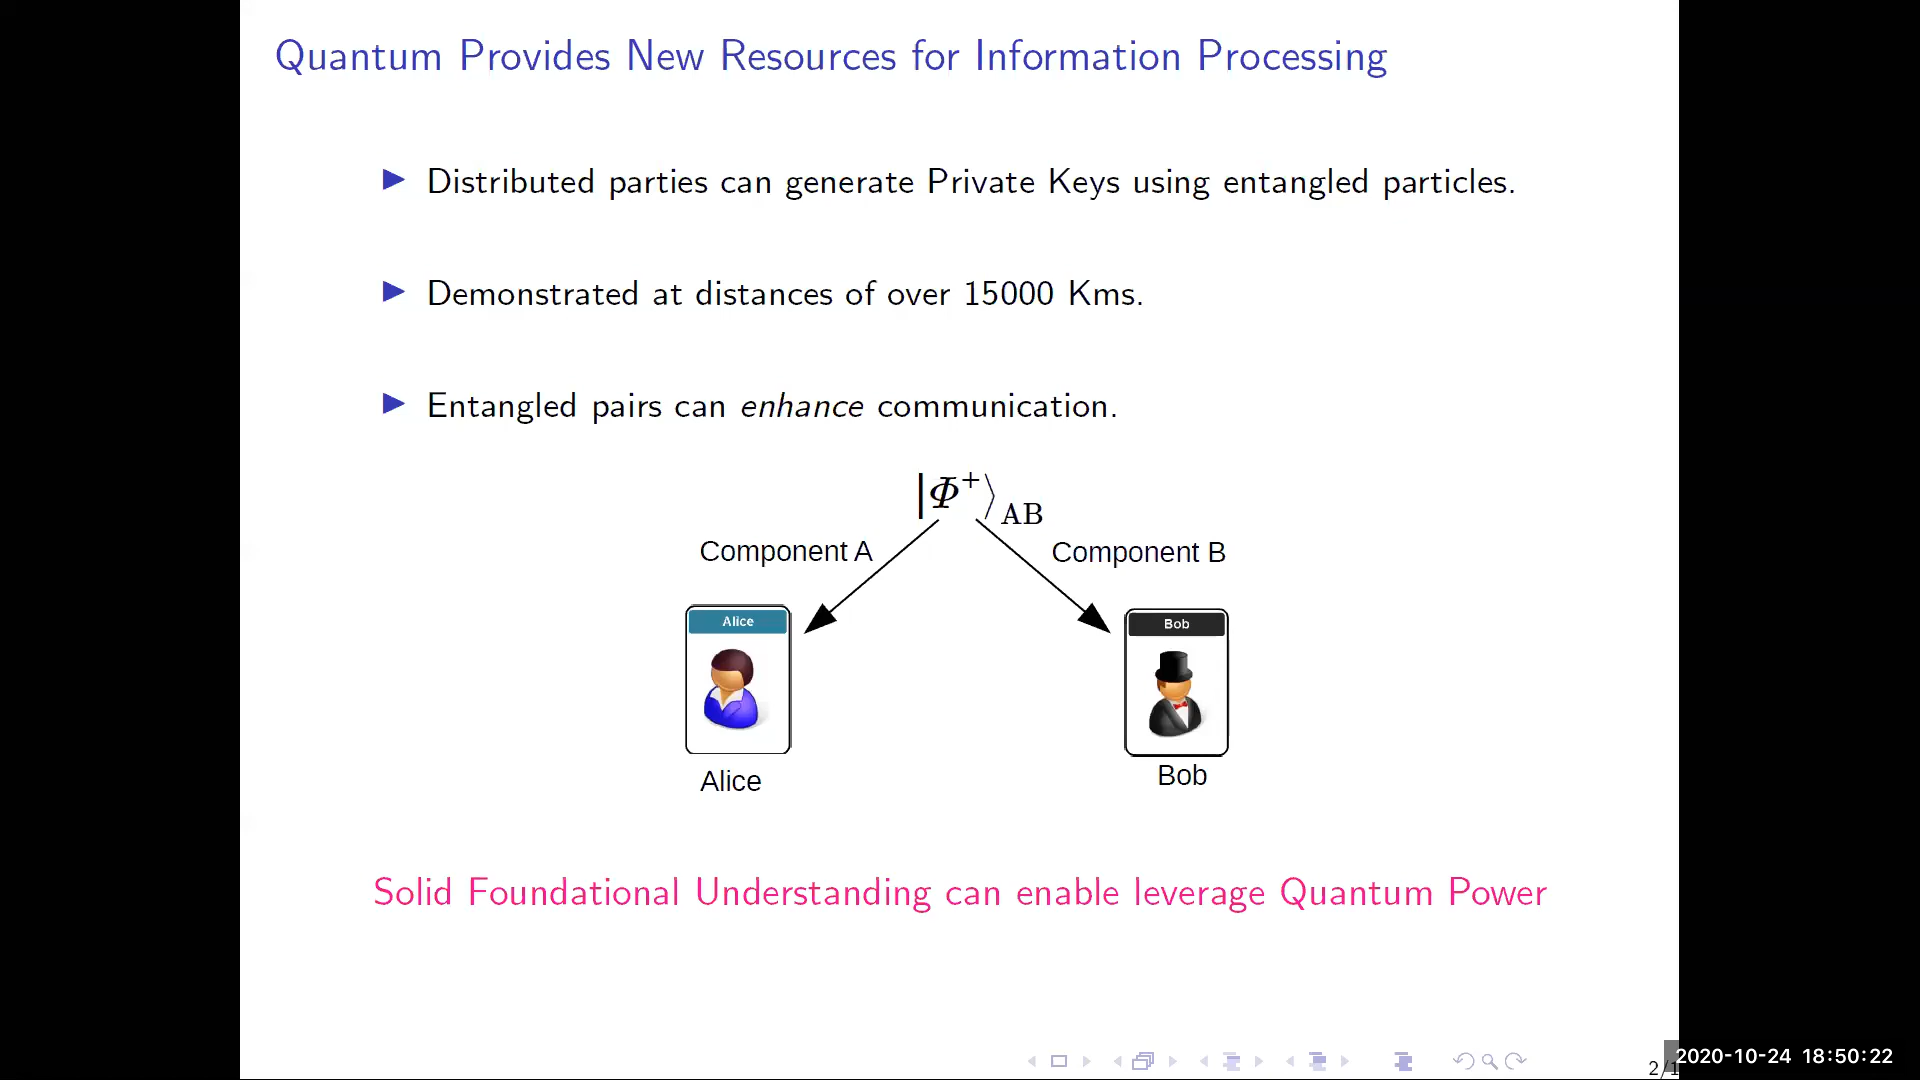 Quantum Provides New Resources for Information Processing
Distributed parties can generate Private Keys using entangled particles.
Demonstrated at distances of over 15000 Kms.
Entangled pairs can enhance communication.
|Φ⁺⟩AB
Component A
Component B
Alice
Bob
Alice
Bob
Solid Foundational Understanding can enable leverage Quantum Power
2/1
2020-10-24 18:50:22